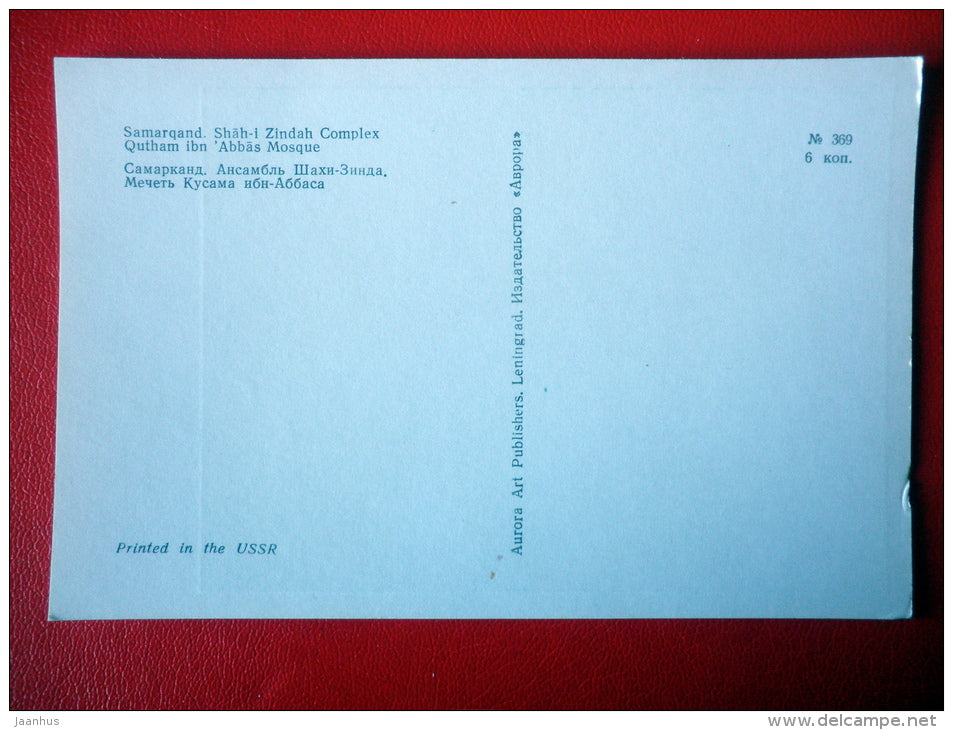 Samarqand. Shāh-i Zindah Complex
Qutham ibn 'Abbās Mosque
Самарканд. Ансамбль Шахи-Зинда.
Мечеть Кусама ибн-Аббаса
№ 369
6 коп.
Aurora Art Publishers. Leningrad. Издательство «Аврора»
Printed in the USSR
jaanhus
www.delcampe.net